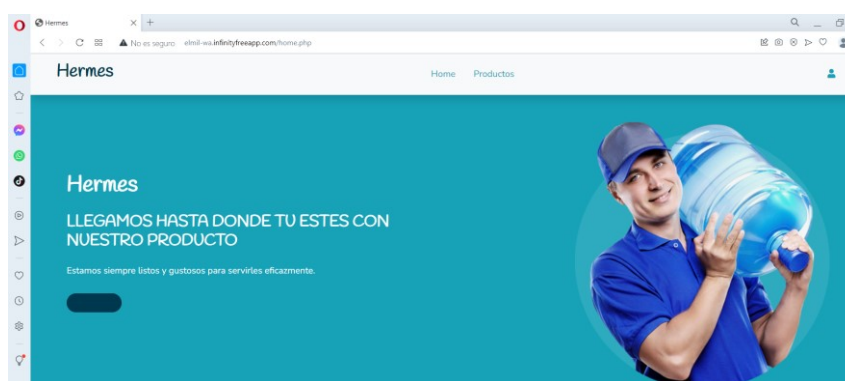 Hermes
No es seguro elmil-wa.infinityfreeapp.com/home.php
Hermes
Home Productos
Hermes
LLEGAMOS HASTA DONDE TU ESTES CON
NUESTRO PRODUCTO
Estamos siempre listos y gustosos para servirles eficazmente.